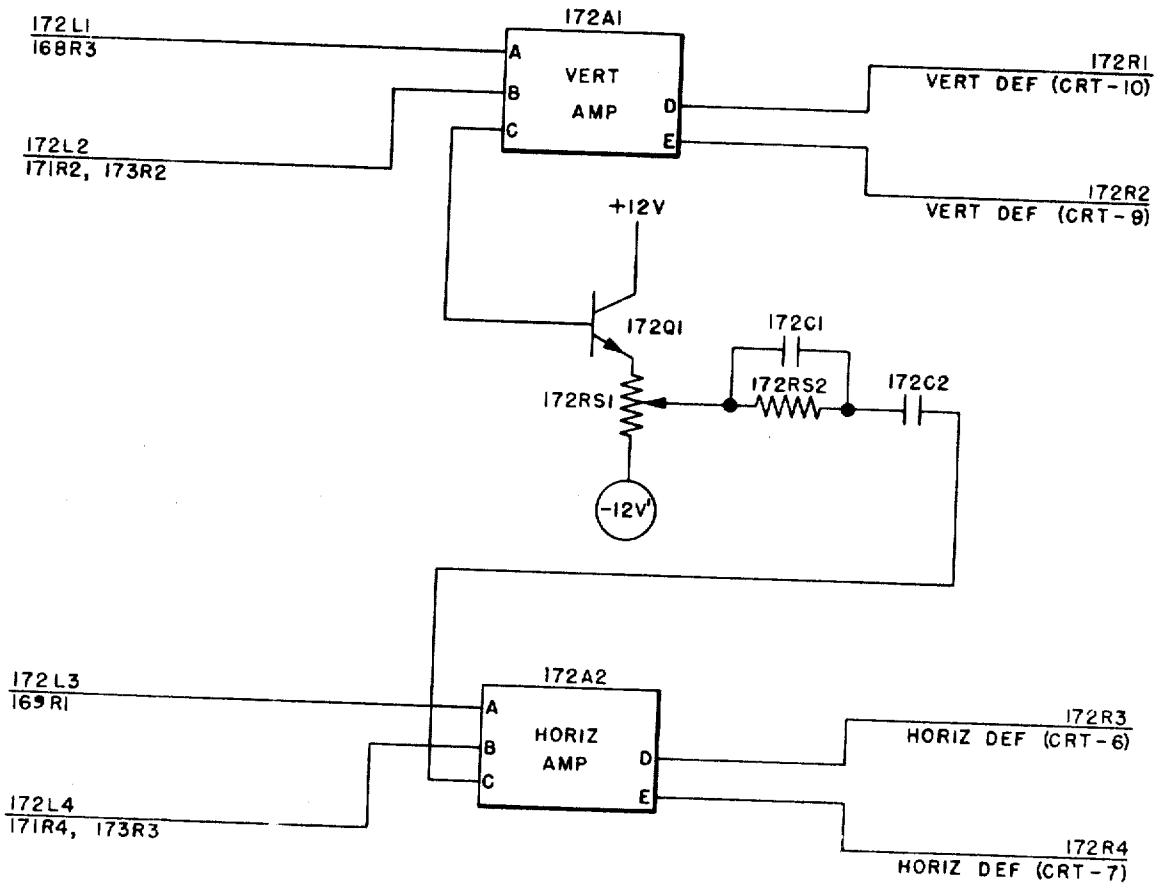 172L1
168R3
172L2
171R2, 173R2
172A1
A
B
C
VERT
AMP
D
E
172R1
VERT DEF (CRT-10)
172R2
VERT DEF (CRT-9)
+12V
172Q1
172RS1
-12V'
172C1
172RS2
172C2
172L3
169R1
172L4
171R4, 173R3
172A2
A
B
C
HORIZ
AMP
D
E
172R3
HORIZ DEF (CRT-6)
172R4
HORIZ DEF (CRT-7)